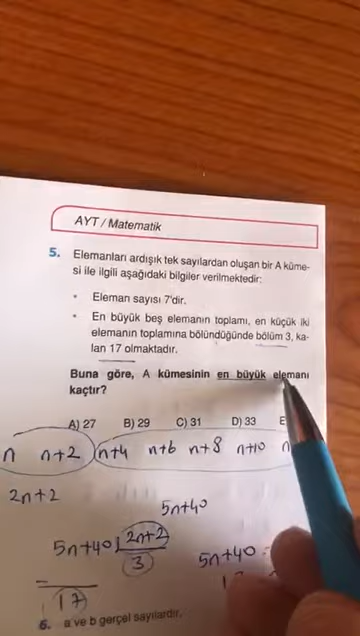 AYT / Matematik
5. Elemanları ardışık tek sayılardan oluşan bir A küme-
si ile ilgili aşağıdaki bilgiler verilmektedir:
• Eleman sayısı 7'dir.
• En büyük beş elemanın toplamı, en küçük iki
elemanın toplamına bölündüğünde bölüm 3, ka-
lan 17 olmaktadır.
Buna göre, A kümesinin en büyük elemanı
kaçtır?
A) 27 B) 29 C) 31 D) 33 E
n n+2 n+4 n+6 n+8 n+10 n
2n+2
5n+40
5n+40 2n+2
3
5n+40
17
6. a ve b gerçel sayılardır.